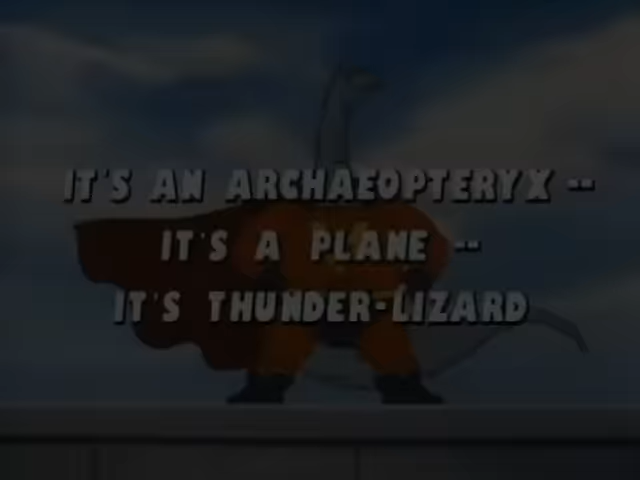 IT'S AN ARCHAEOPTERYX --
IT'S A PLANE --
IT'S THUNDER-LIZARD